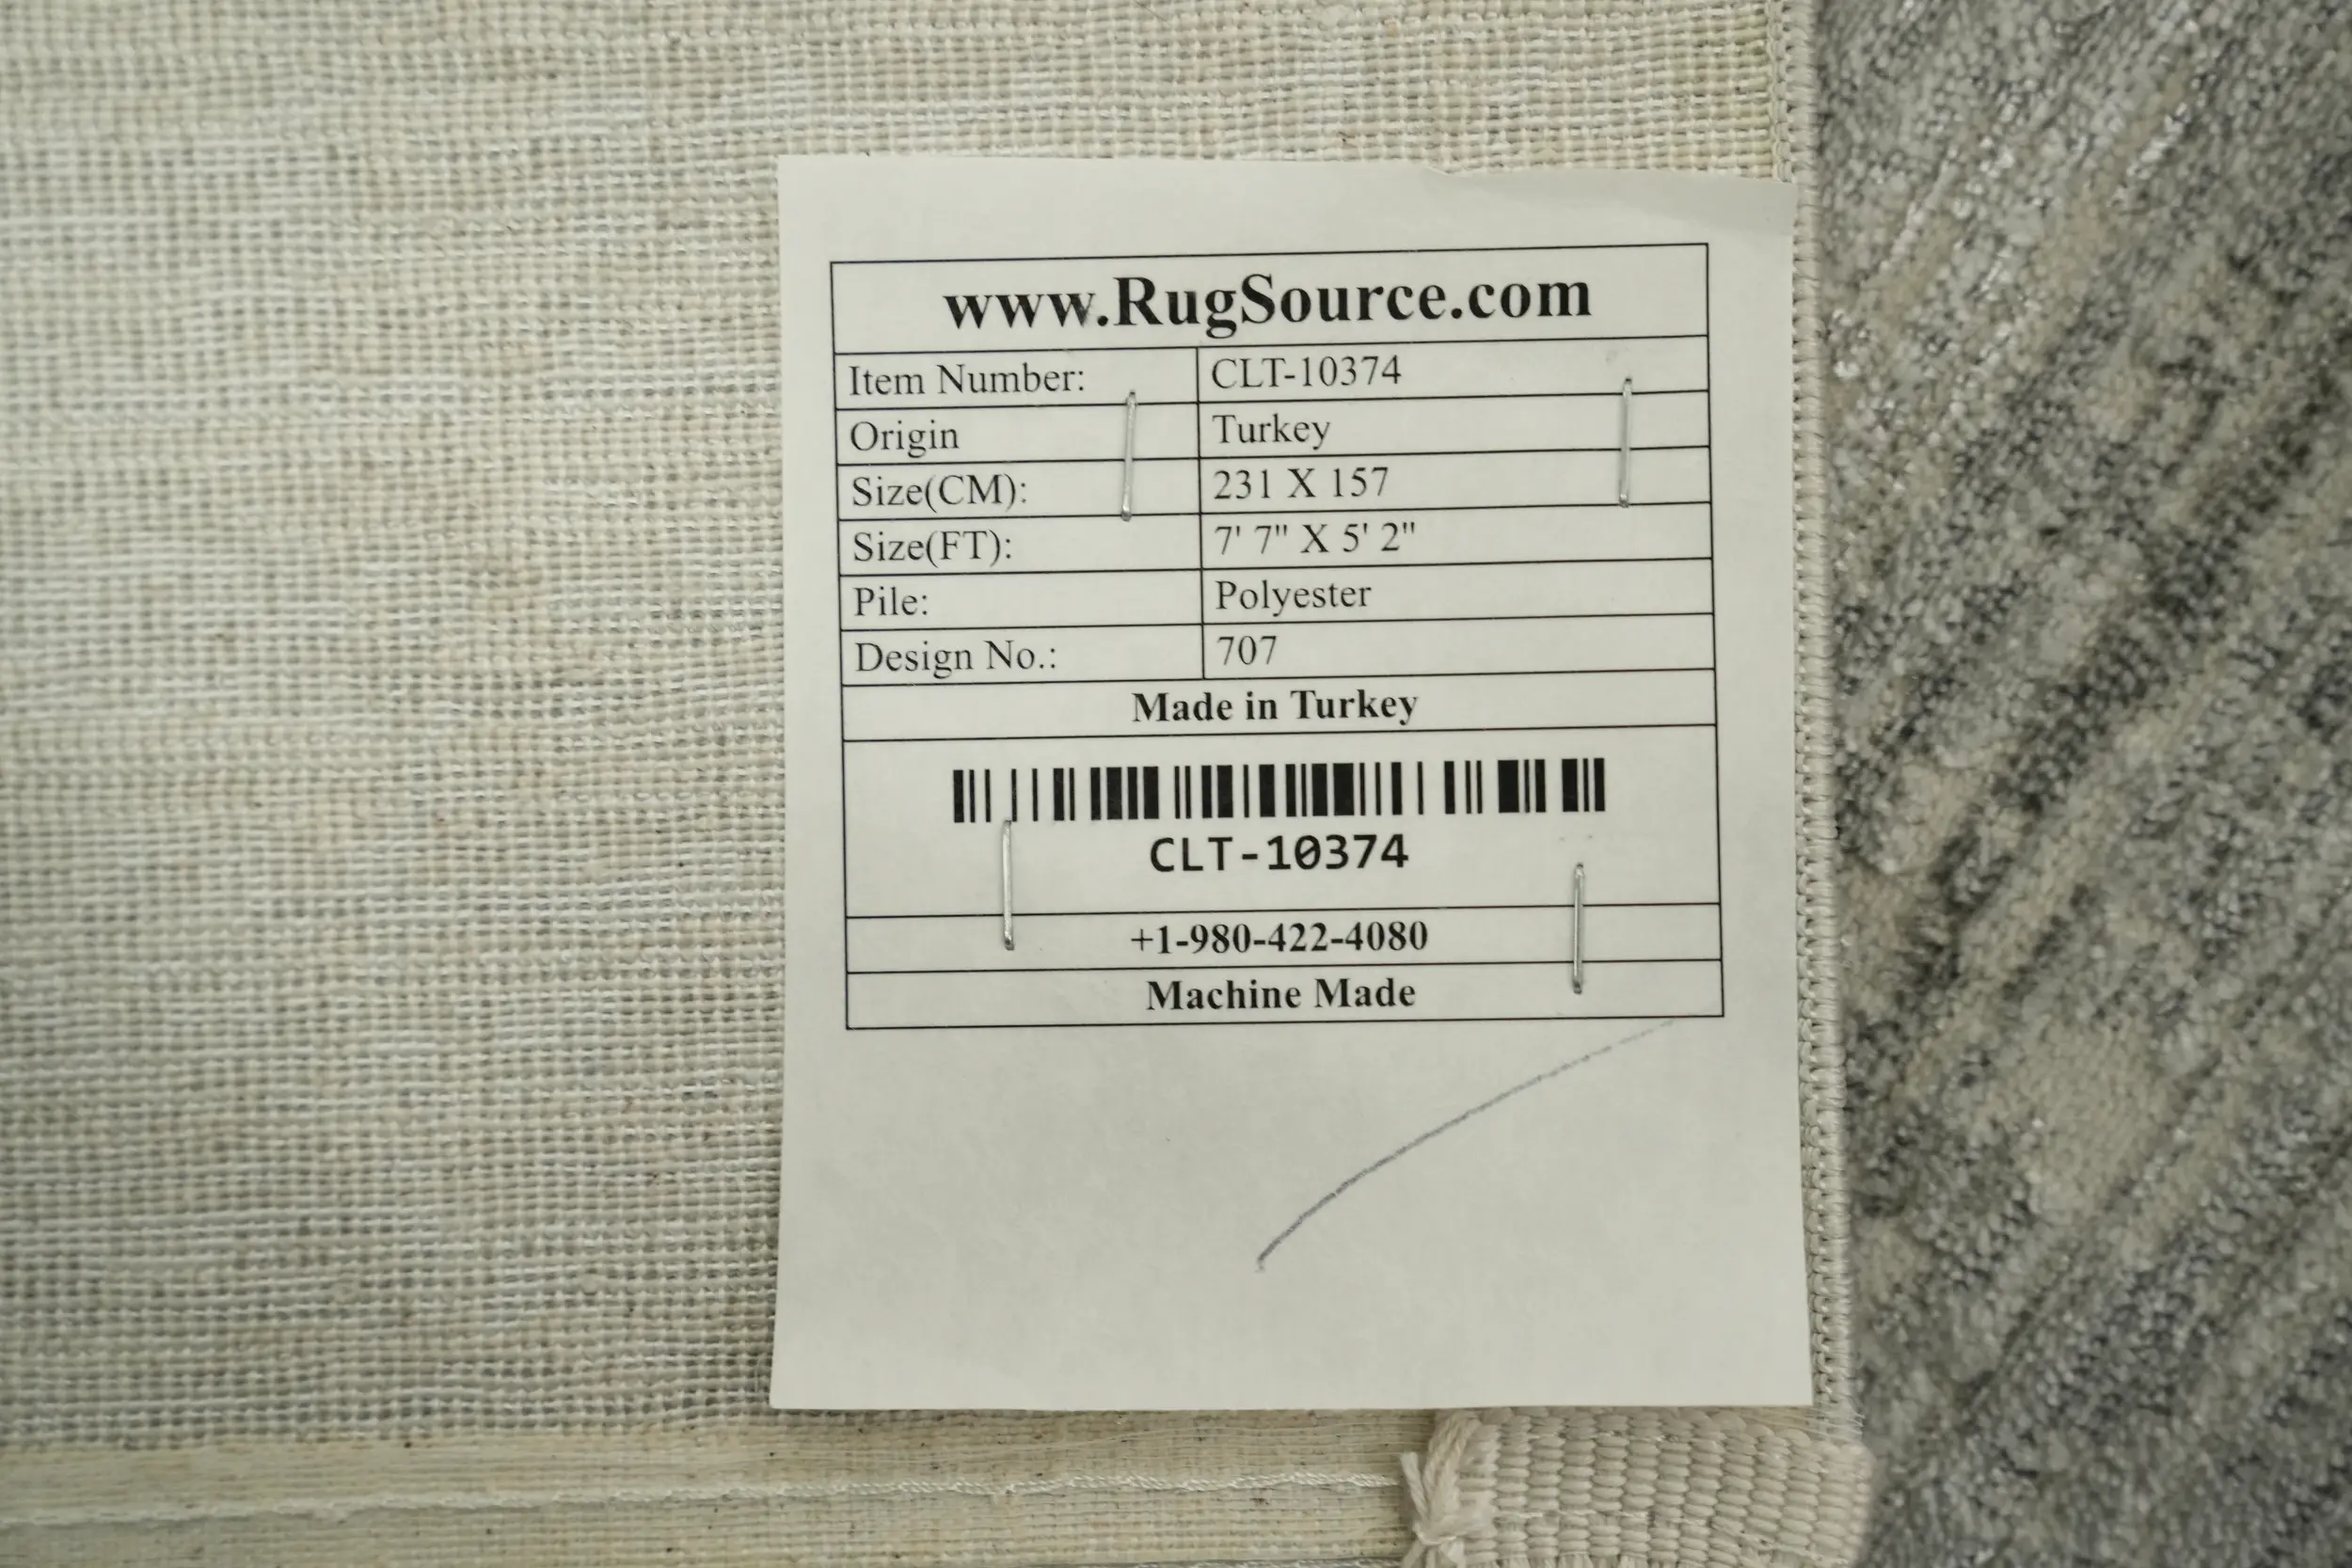 www.RugSource.com
Item Number: CLT-10374
Origin Turkey
Size(CM): 231 X 157
Size(FT): 7' 7" X 5' 2"
Pile: Polyester
Design No.: 707
Made in Turkey
CLT-10374
+1-980-422-4080
Machine Made